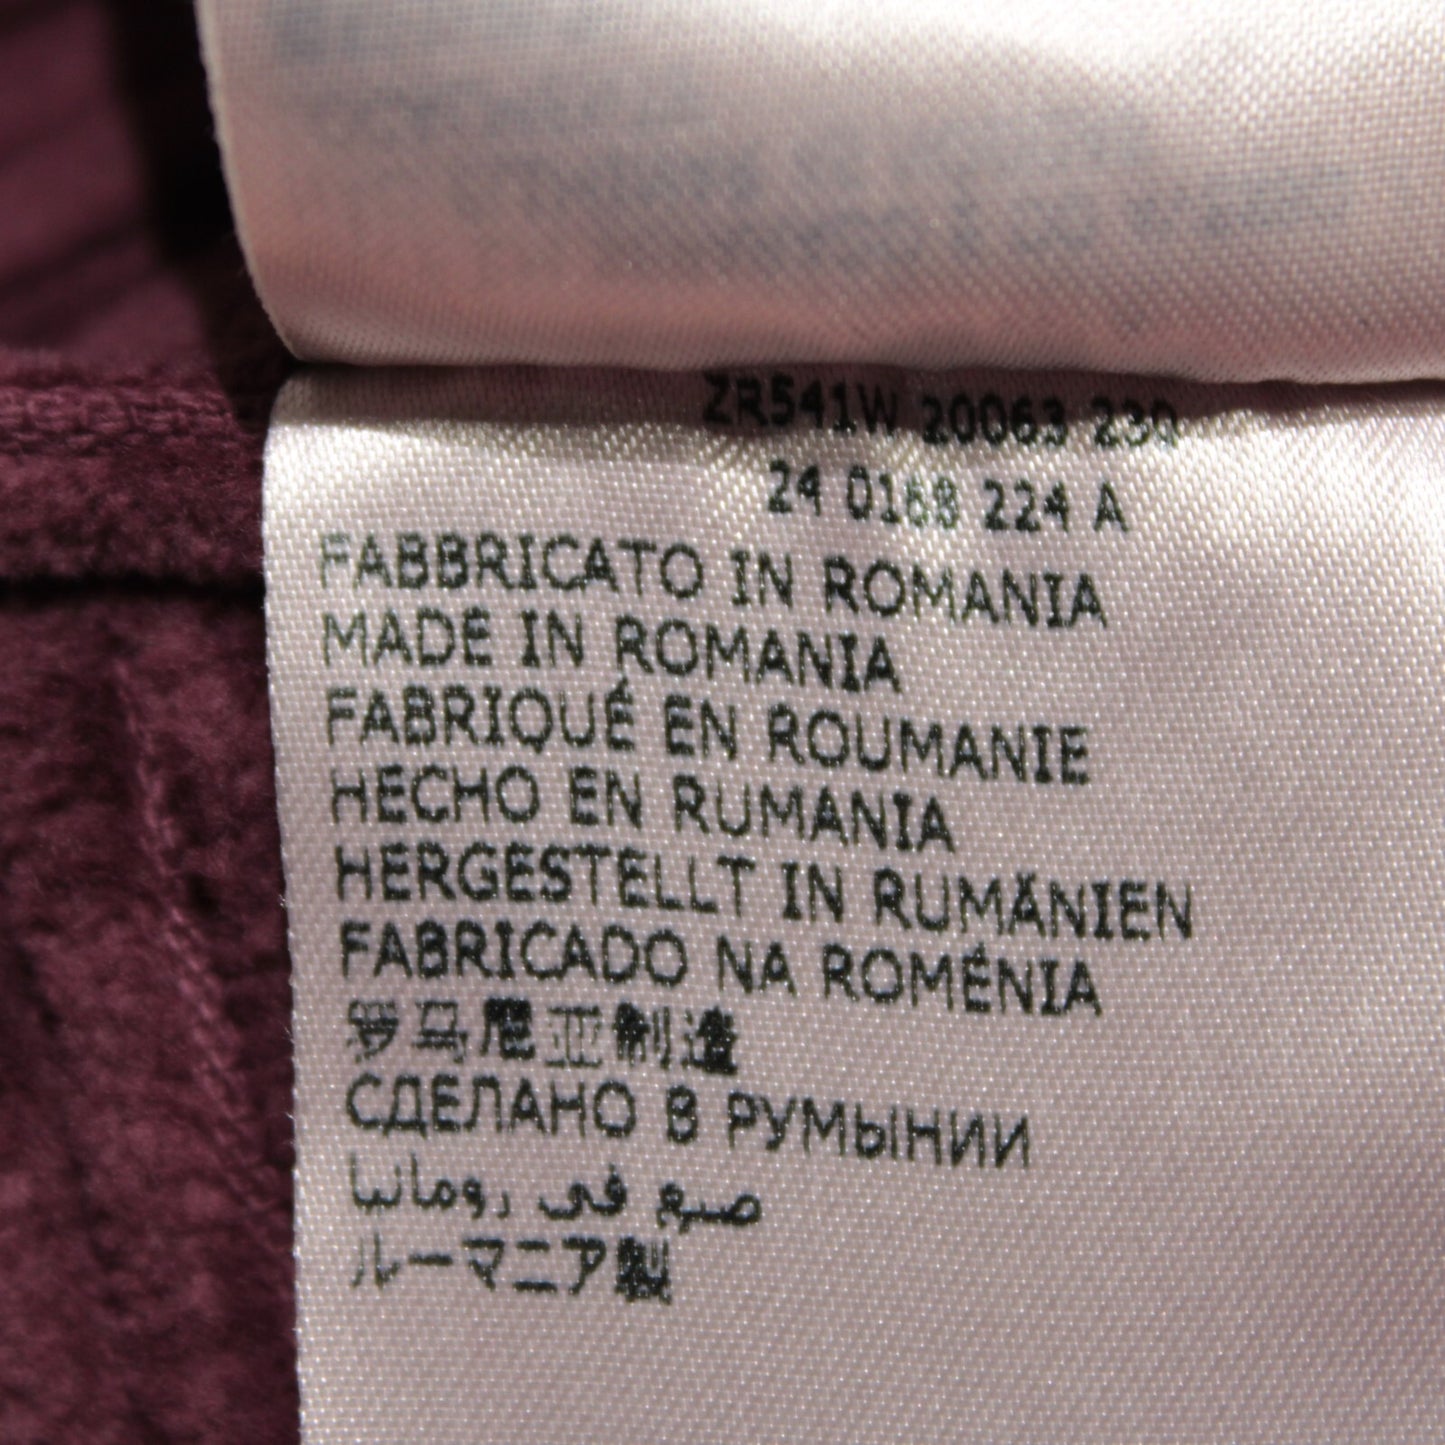 ZR541W 20063 230
24 0168 224 A
FABBRICATO IN ROMANIA
MADE IN ROMANIA
FABRIQUÉ EN ROUMANIE
HECHO EN RUMANIA
HERGESTELLT IN RUMÄNIEN
FABRICADO NA ROMÉNIA
罗马尼亚制造
СДЕЛАНО В РУМЫНИИ
صنع في رومانيا
ルーマニア製